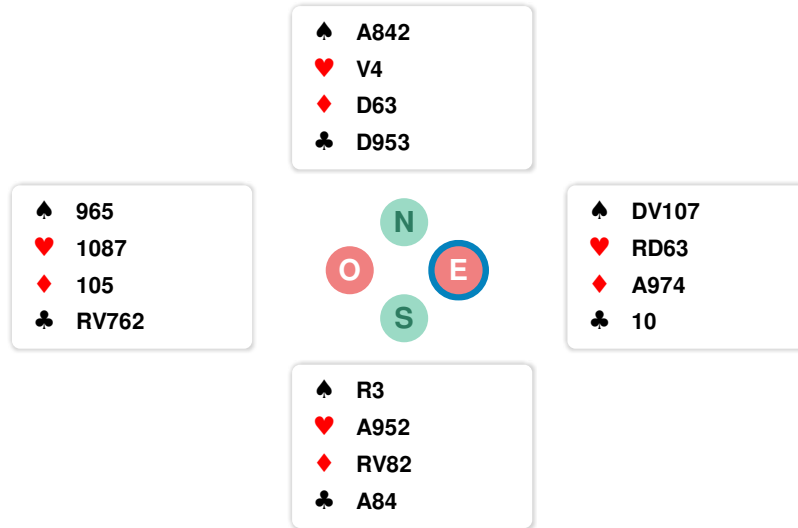 ♠ A842
♥ V4
♦ D63
♣ D953
♠ 965
♥ 1087
♦ 105
♣ RV762
N
O E
S
♠ DV107
♥ RD63
♦ A974
♣ 10
♠ R3
♥ A952
♦ RV82
♣ A84